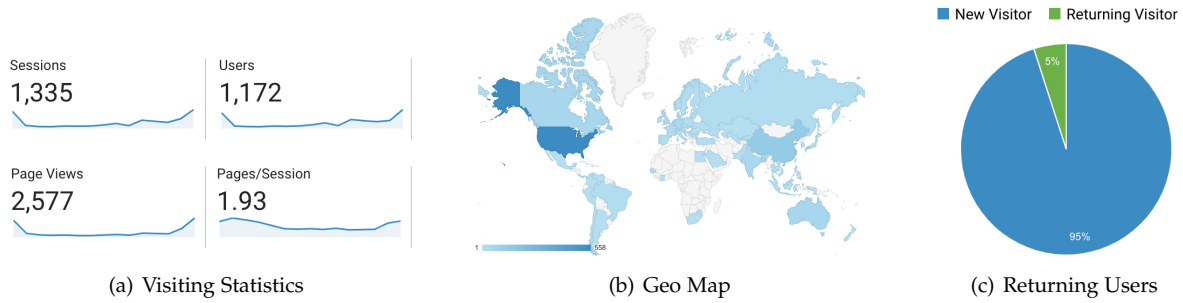 Sessions
1,335
Users
1,172
Page Views
2,577
Pages/Session
1.93
(a) Visiting Statistics
1
558
(b) Geo Map
New Visitor
Returning Visitor
5%
95%
(c) Returning Users